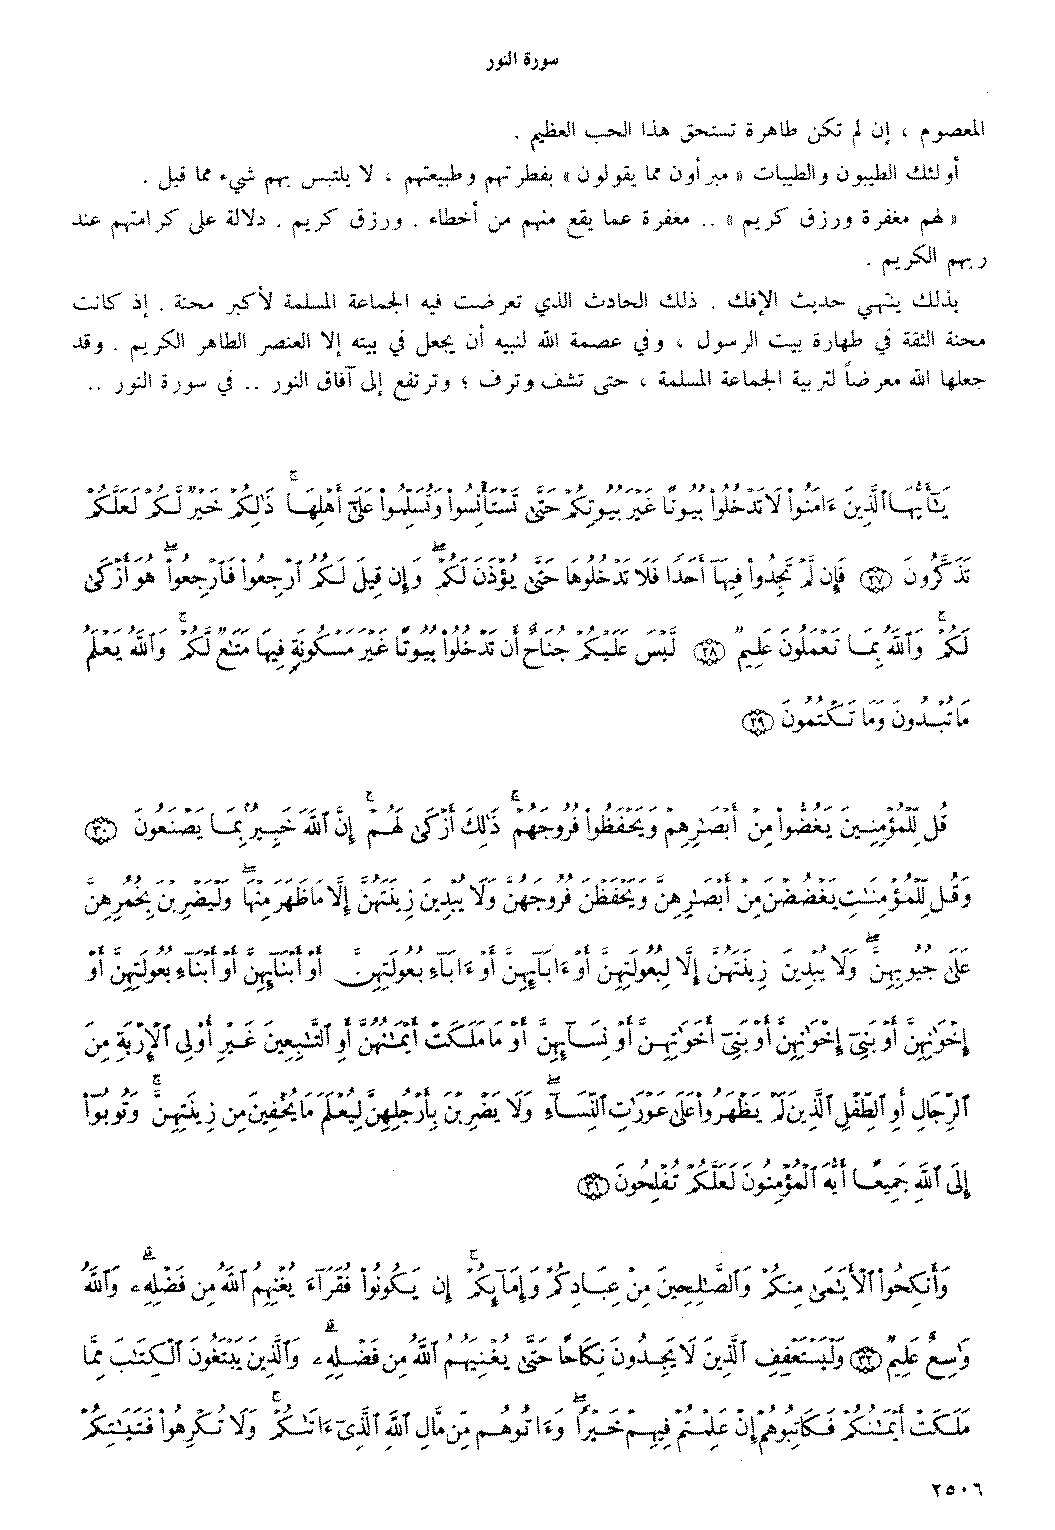 سورة النور
المعصوم ، إن لم تكن طاهرة تستحق هذا الحب العظيم .
أولئك الطيبون والطيبات « مبرأون مما يقولون » بفطرتهم وطبيعتهم ، لا يلتبس بهم شيء مما قيل .
« لهم مغفرة ورزق كريم » .. مغفرة عما يقع منهم من أخطاء . ورزق كريم . دلالة على كرامتهم عند
ربهم الكريم .
بذلك ينتهي حديث الإفك . ذلك الحادث الذي تعرضت فيه الجماعة المسلمة لأكبر محنة . إذ كانت
محنة الثقة في طهارة بيت الرسول ، وفي عصمة الله لنبيه أن يجعل في بيته إلا العنصر الطاهر الكريم . وقد
جعلها الله معرضاً لتربية الجماعة المسلمة ، حتى تشف وترف ؛ وترتفع إلى آفاق النور .. في سورة النور ..
يَٰٓأَيُّهَا ٱلَّذِينَ ءَامَنُوا۟ لَا تَدْخُلُوا۟ بُيُوتًا غَيْرَ بُيُوتِكُمْ حَتَّىٰ تَسْتَأْنِسُوا۟ وَتُسَلِّمُوا۟ عَلَىٰٓ أَهْلِهَا ۚ ذَٰلِكُمْ خَيْرٌ لَّكُمْ لَعَلَّكُمْ
تَذَكَّرُونَ ﴿٢٧﴾ فَإِن لَّمْ تَجِدُوا۟ فِيهَآ أَحَدًا فَلَا تَدْخُلُوهَا حَتَّىٰ يُؤْذَنَ لَكُمْ ۖ وَإِن قِيلَ لَكُمُ ٱرْجِعُوا۟ فَٱرْجِعُوا۟ ۖ هُوَ أَزْكَىٰ
لَكُمْ ۚ وَٱللَّهُ بِمَا تَعْمَلُونَ عَلِيمٌ ﴿٢٨﴾ لَّيْسَ عَلَيْكُمْ جُنَاحٌ أَن تَدْخُلُوا۟ بُيُوتًا غَيْرَ مَسْكُونَةٍ فِيهَا مَتَٰعٌ لَّكُمْ ۚ وَٱللَّهُ يَعْلَمُ
مَا تُبْدُونَ وَمَا تَكْتُمُونَ ﴿٢٩﴾
قُل لِّلْمُؤْمِنِينَ يَغُضُّوا۟ مِنْ أَبْصَٰرِهِمْ وَيَحْفَظُوا۟ فُرُوجَهُمْ ۚ ذَٰلِكَ أَزْكَىٰ لَهُمْ ۚ إِنَّ ٱللَّهَ خَبِيرٌۢ بِمَا يَصْنَعُونَ ﴿٣٠﴾
وَقُل لِّلْمُؤْمِنَٰتِ يَغْضُضْنَ مِنْ أَبْصَٰرِهِنَّ وَيَحْفَظْنَ فُرُوجَهُنَّ وَلَا يُبْدِينَ زِينَتَهُنَّ إِلَّا مَا ظَهَرَ مِنْهَا ۖ وَلْيَضْرِبْنَ بِخُمُرِهِنَّ
عَلَىٰ جُيُوبِهِنَّ ۖ وَلَا يُبْدِينَ زِينَتَهُنَّ إِلَّا لِبُعُولَتِهِنَّ أَوْ ءَابَآئِهِنَّ أَوْ ءَابَآءِ بُعُولَتِهِنَّ أَوْ أَبْنَآئِهِنَّ أَوْ أَبْنَآءِ بُعُولَتِهِنَّ أَوْ
إِخْوَٰنِهِنَّ أَوْ بَنِىٓ إِخْوَٰنِهِنَّ أَوْ بَنِىٓ أَخَوَٰتِهِنَّ أَوْ نِسَآئِهِنَّ أَوْ مَا مَلَكَتْ أَيْمَٰنُهُنَّ أَوِ ٱلتَّٰبِعِينَ غَيْرِ أُو۟لِى ٱلْإِرْبَةِ مِنَ
ٱلرِّجَالِ أَوِ ٱلطِّفْلِ ٱلَّذِينَ لَمْ يَظْهَرُوا۟ عَلَىٰ عَوْرَٰتِ ٱلنِّسَآءِ ۖ وَلَا يَضْرِبْنَ بِأَرْجُلِهِنَّ لِيُعْلَمَ مَا يُخْفِينَ مِن زِينَتِهِنَّ ۚ وَتُوبُوٓا۟
إِلَى ٱللَّهِ جَمِيعًا أَيُّهَ ٱلْمُؤْمِنُونَ لَعَلَّكُمْ تُفْلِحُونَ ﴿٣١﴾
وَأَنكِحُوا۟ ٱلْأَيَٰمَىٰ مِنكُمْ وَٱلصَّٰلِحِينَ مِنْ عِبَادِكُمْ وَإِمَآئِكُمْ ۚ إِن يَكُونُوا۟ فُقَرَآءَ يُغْنِهِمُ ٱللَّهُ مِن فَضْلِهِۦ ۗ وَٱللَّهُ
وَٰسِعٌ عَلِيمٌ ﴿٣٢﴾ وَلْيَسْتَعْفِفِ ٱلَّذِينَ لَا يَجِدُونَ نِكَاحًا حَتَّىٰ يُغْنِيَهُمُ ٱللَّهُ مِن فَضْلِهِۦ ۗ وَٱلَّذِينَ يَبْتَغُونَ ٱلْكِتَٰبَ مِمَّا
مَلَكَتْ أَيْمَٰنُكُمْ فَكَاتِبُوهُمْ إِنْ عَلِمْتُمْ فِيهِمْ خَيْرًا ۖ وَءَاتُوهُم مِّن مَّالِ ٱللَّهِ ٱلَّذِىٓ ءَاتَىٰكُمْ ۚ وَلَا تُكْرِهُوا۟ فَتَيَٰتِكُمْ
٢٥٠٦